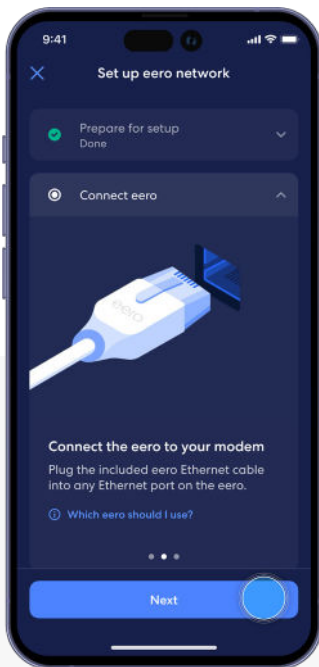 9:41
Set up eero network
Prepare for setup
Done
Connect eero
eero
Connect the eero to your modem
Plug the included eero Ethernet cable
into any Ethernet port on the eero.
Which eero should I use?
Next